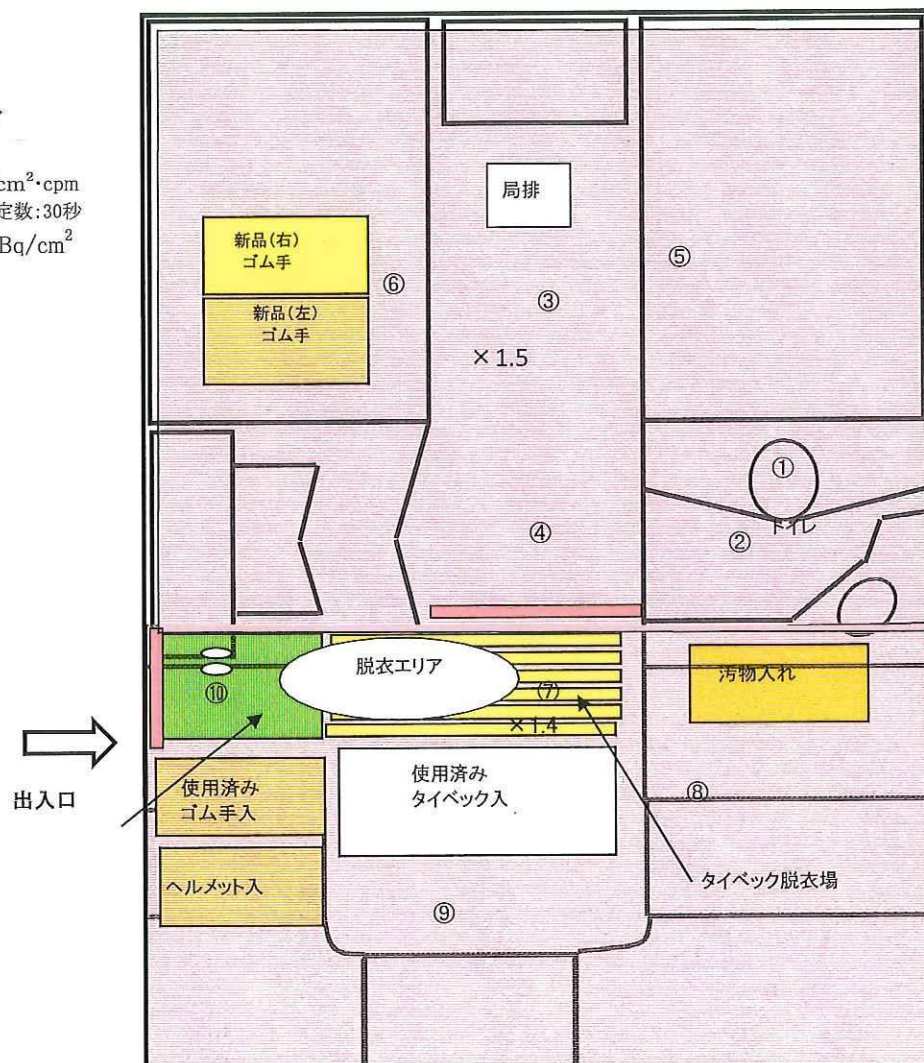 cm²･cpm
定数:30秒
Bq/cm²
局排
新品(右)
ゴム手
⑥
⑤
③
新品(左)
ゴム手
×1.5
①
④
②
トイレ
脱衣エリア
⑩
⑦
汚物入れ
×1.4
出入口
使用済み
ゴム手入
使用済み
タイベック入
⑧
ヘルメット入
タイベック脱衣場
⑨